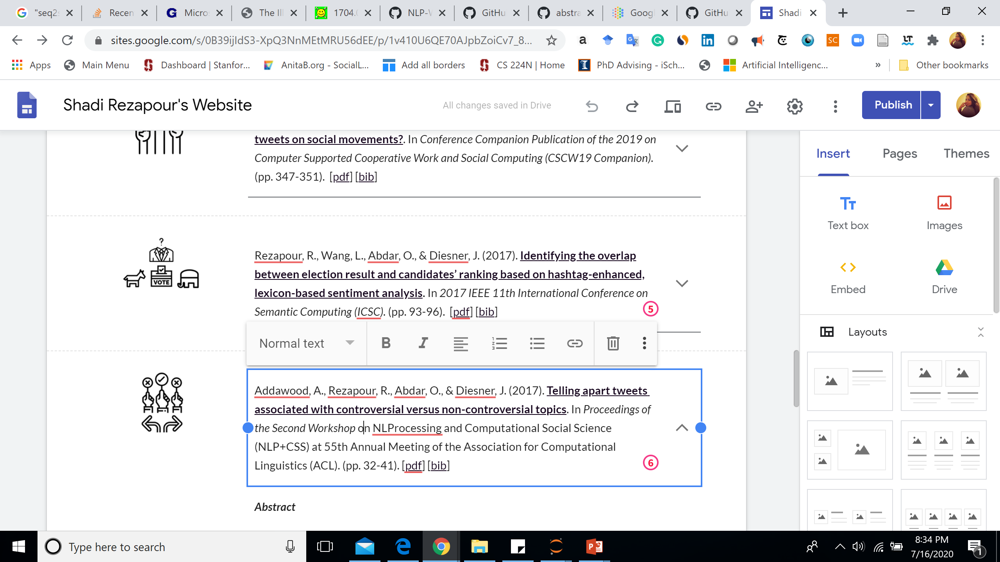 "seq2s
Recen
Micros
The Ill
1704.0
NLP-W
GitHu
abstra
Googl
GitHu
Shadi
sites.google.com/s/0B39ijIdS3-XpQ3NnMEtMRU56dEE/p/1v410U6QE70AJpbZoiCv7_8...
a
SC
LT
Apps
Main Menu
Dashboard | Stanfor...
AnitaB.org - SocialL...
Add all borders
CS 224N | Home
PhD Advising - iSch...
Artificial Intelligenc...
»
Other bookmarks
Shadi Rezapour's Website
All changes saved in Drive
Publish
tweets on social movements?. In Conference Companion Publication of the 2019 on
Computer Supported Cooperative Work and Social Computing (CSCW19 Companion).
(pp. 347-351). [pdf] [bib]
?
VOTE
Rezapour, R., Wang, L., Abdar, O., & Diesner, J. (2017). Identifying the overlap
between election result and candidates’ ranking based on hashtag-enhanced,
lexicon-based sentiment analysis. In 2017 IEEE 11th International Conference on
Semantic Computing (ICSC). (pp. 93-96). [pdf] [bib]
5
Normal text
B
I
Addawood, A., Rezapour, R., Abdar, O., & Diesner, J. (2017). Telling apart tweets
associated with controversial versus non-controversial topics. In Proceedings of
the Second Workshop on NLProcessing and Computational Social Science
(NLP+CSS) at 55th Annual Meeting of the Association for Computational
Linguistics (ACL). (pp. 32-41). [pdf] [bib]
6
Abstract
Insert
Pages
Themes
Text box
Images
Embed
Drive
Layouts
Type here to search
8:34 PM
7/16/2020
1